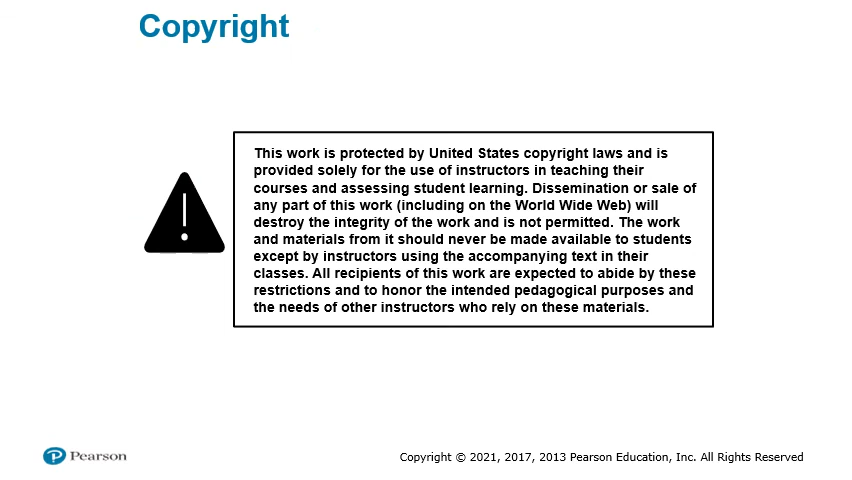 Copyright
This work is protected by United States copyright laws and is
provided solely for the use of instructors in teaching their
courses and assessing student learning. Dissemination or sale of
any part of this work (including on the World Wide Web) will
destroy the integrity of the work and is not permitted. The work
and materials from it should never be made available to students
except by instructors using the accompanying text in their
classes. All recipients of this work are expected to abide by these
restrictions and to honor the intended pedagogical purposes and
the needs of other instructors who rely on these materials.
P Pearson
Copyright © 2021, 2017, 2013 Pearson Education, Inc. All Rights Reserved